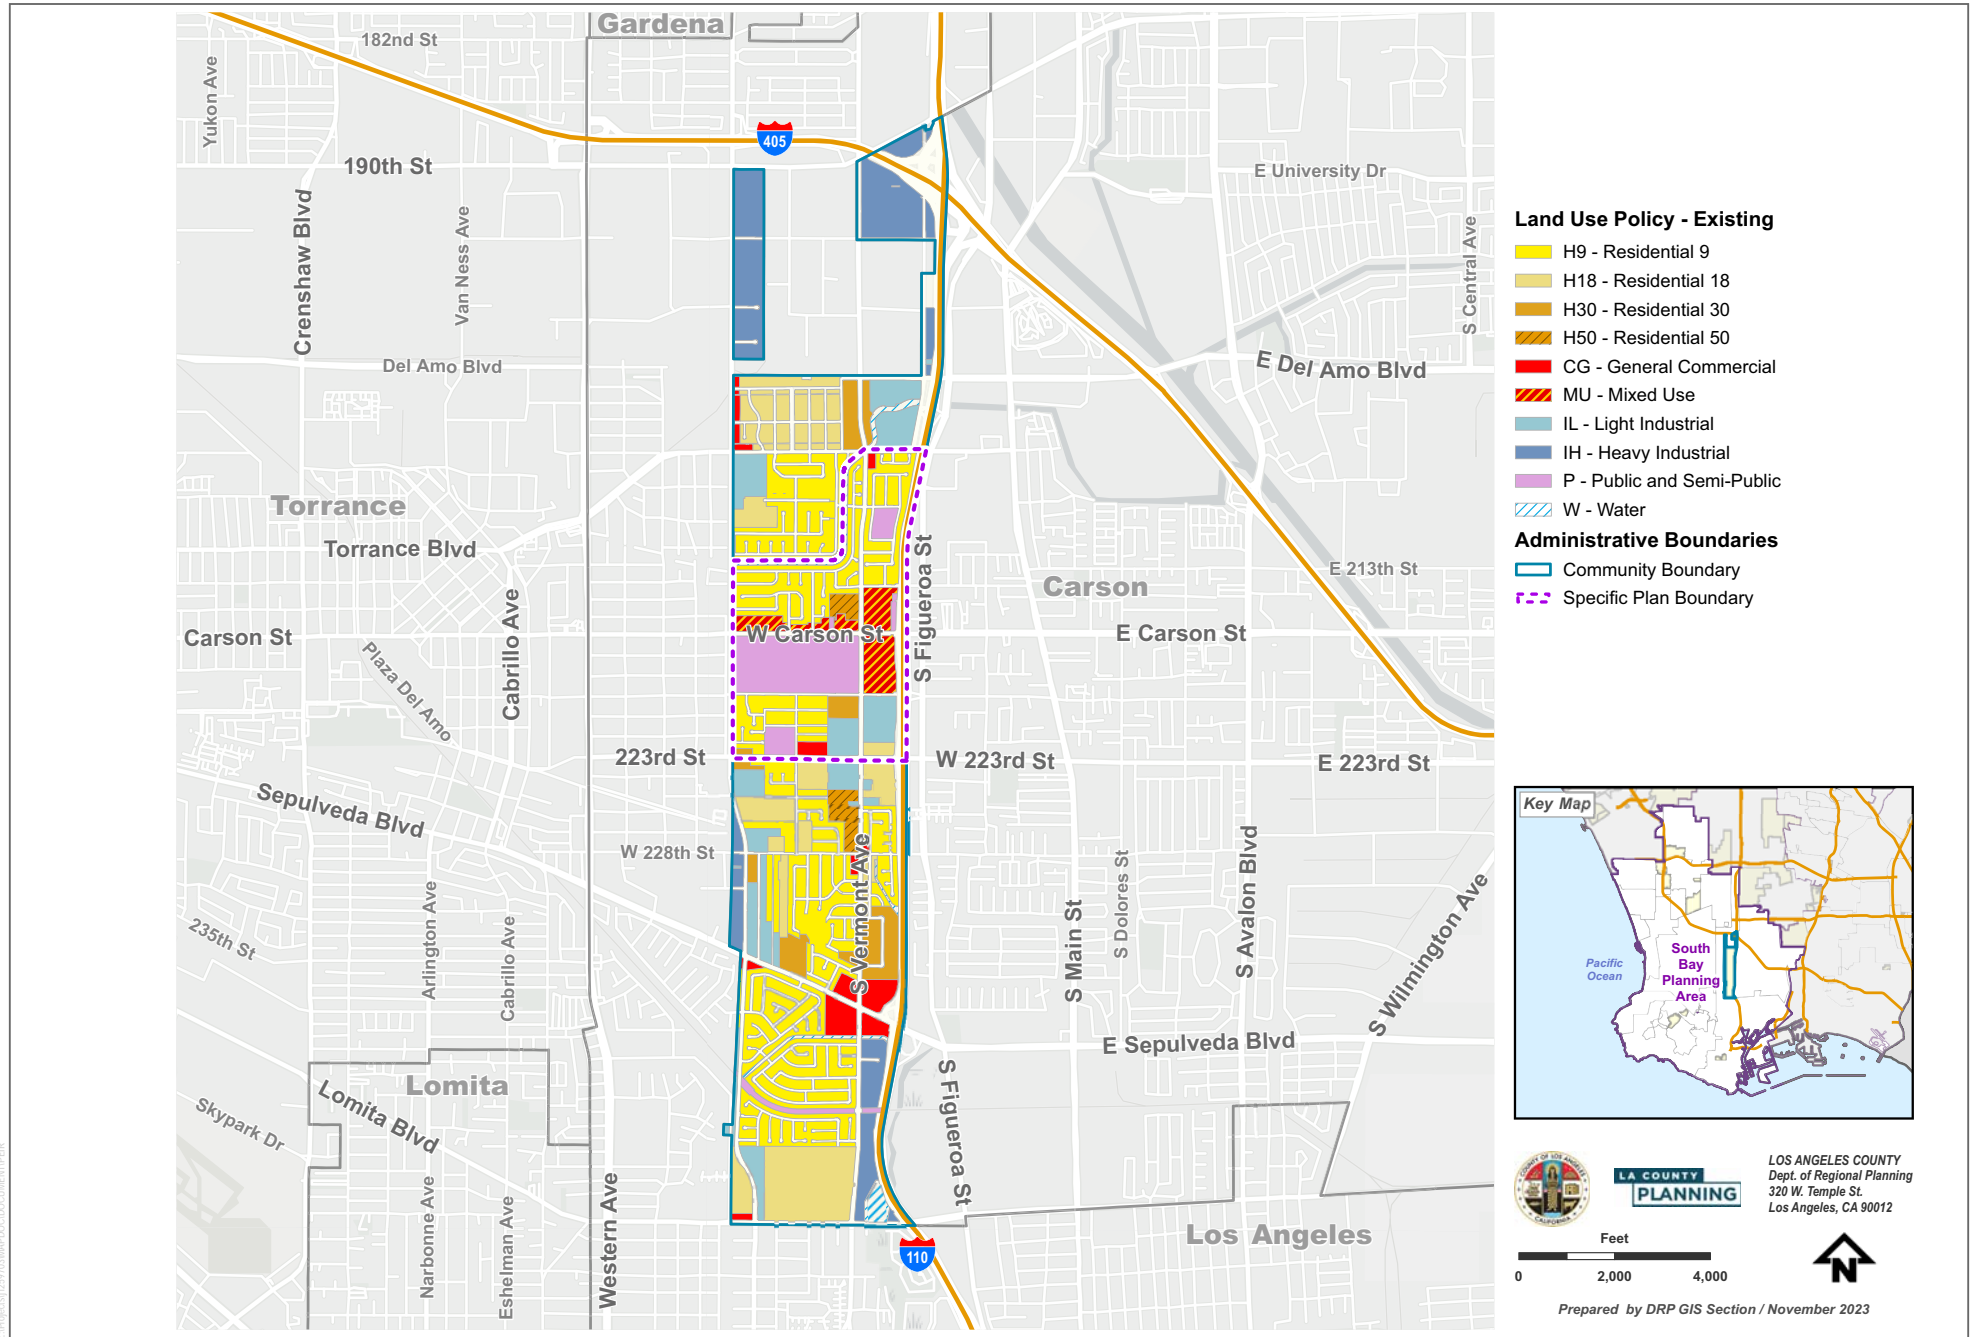 Gardena
182nd St
Yukon Ave
405
190th St
E University Dr
Crenshaw Blvd
Van Ness Ave
S Central Ave
Del Amo Blvd
E Del Amo Blvd
Torrance
Torrance Blvd
S Figueroa St
Carson
E 213th St
Carson St
W Carson St
E Carson St
Plaza Del Amo
Cabrillo Ave
223rd St
W 223rd St
E 223rd St
Sepulveda Blvd
W 228th St
S Vermont Ave
235th St
Arlington Ave
Cabrillo Ave
S Main St
S Dolores St
S Avalon Blvd
S Wilmington Ave
E Sepulveda Blvd
Lomita
Lomita Blvd
Skypark Dr
S Figueroa St
Narbonne Ave
Eshelman Ave
Western Ave
Los Angeles
110
Land Use Policy - Existing
H9 - Residential 9
H18 - Residential 18
H30 - Residential 30
H50 - Residential 50
CG - General Commercial
MU - Mixed Use
IL - Light Industrial
IH - Heavy Industrial
P - Public and Semi-Public
W - Water
Administrative Boundaries
Community Boundary
Specific Plan Boundary
Key Map
Pacific
Ocean
South
Bay
Planning
Area
COUNTY OF LOS ANGELES
CALIFORNIA
LA COUNTY
PLANNING
LOS ANGELES COUNTY
Dept. of Regional Planning
320 W. Temple St.
Los Angeles, CA 90012
Feet
0 2,000 4,000
N
Prepared by DRP GIS Section / November 2023